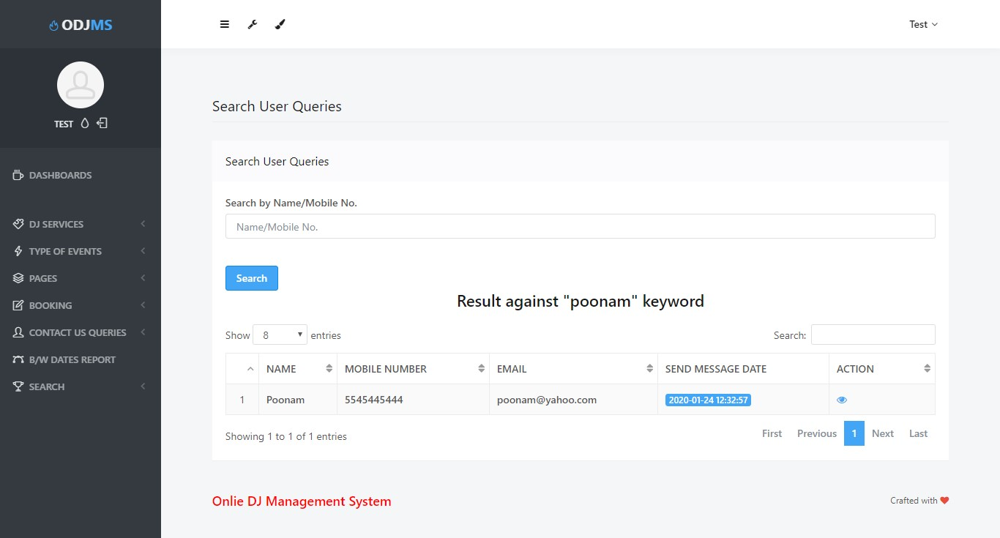 ODJMS
Test
TEST
DASHBOARDS
DJ SERVICES
TYPE OF EVENTS
PAGES
BOOKING
CONTACT US QUERIES
B/W DATES REPORT
SEARCH
Search User Queries
Search User Queries
Search by Name/Mobile No.
Name/Mobile No.
Search
Result against "poonam" keyword
Show 8 entries Search:
NAME MOBILE NUMBER EMAIL SEND MESSAGE DATE ACTION
1 Poonam 5545445444 poonam@yahoo.com 2020-01-24 12:32:57
Showing 1 to 1 of 1 entries First Previous 1 Next Last
Onlie DJ Management System Crafted with